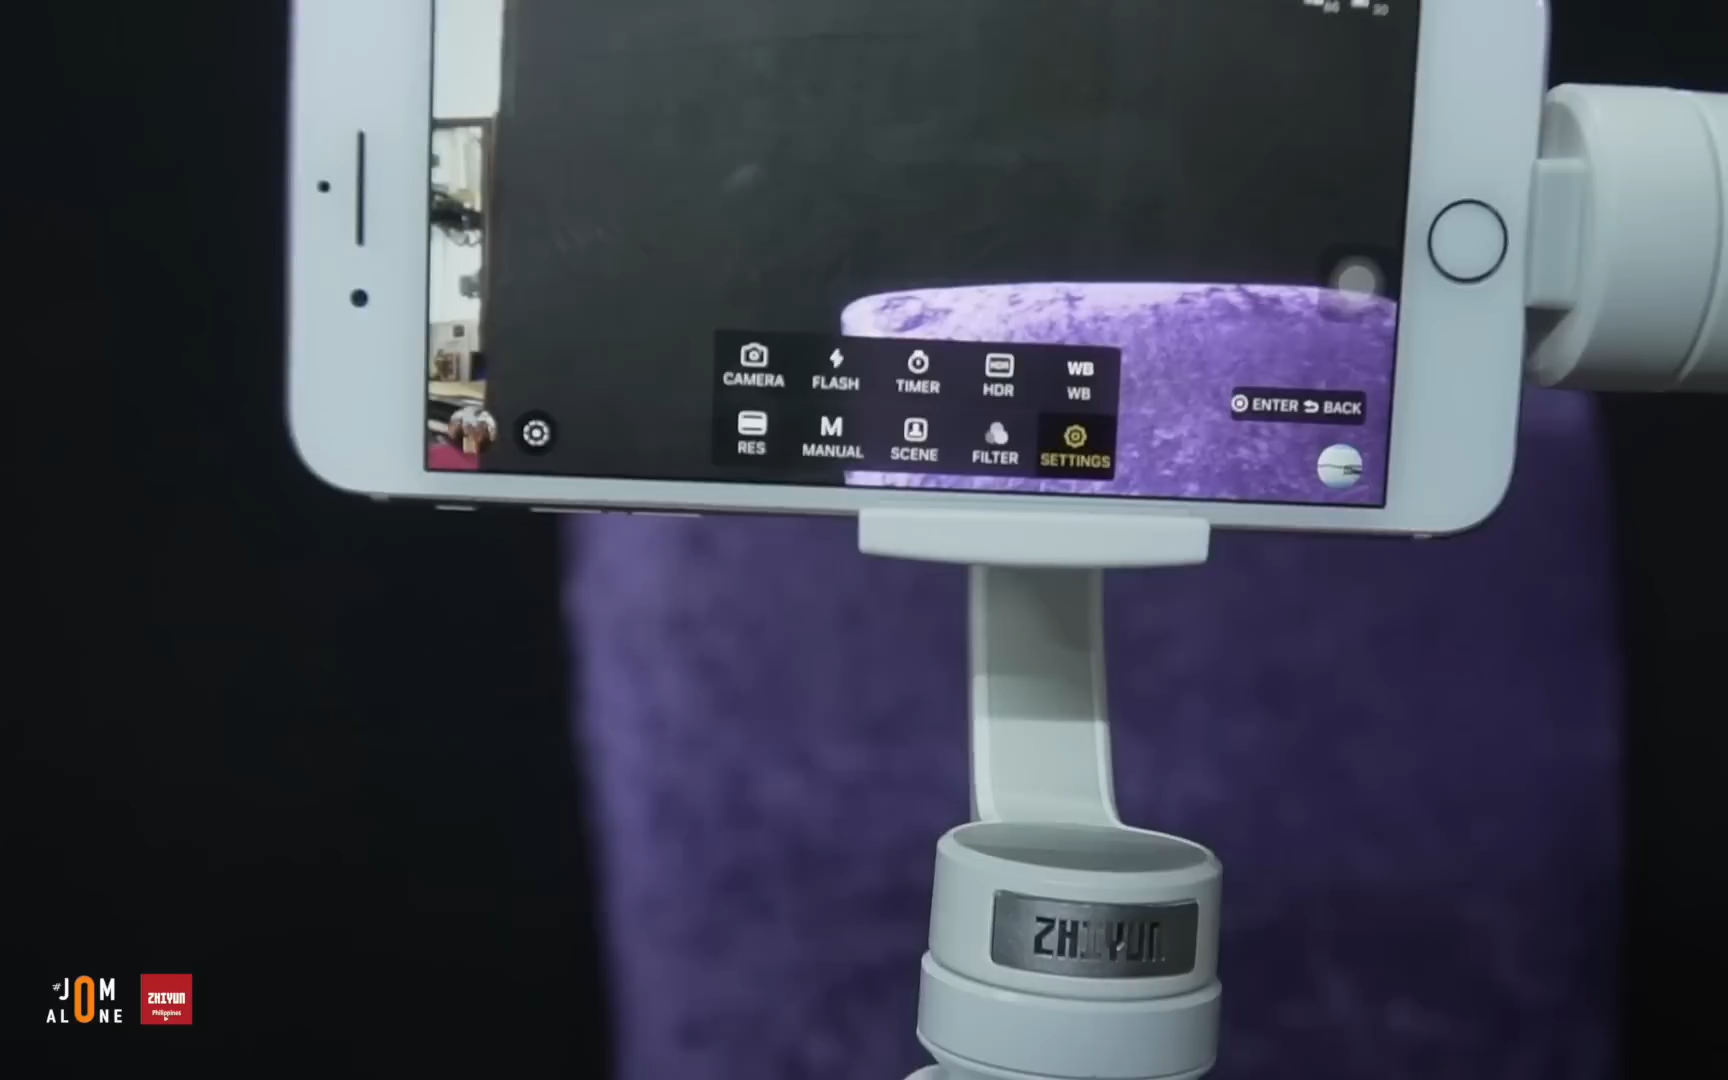 CAMERA FLASH TIMER HDR WB WB
RES M MANUAL SCENE FILTER SETTINGS
ENTER BACK
ZHIYUN
#JOM
ALONE
ZHIYUN
Philippines